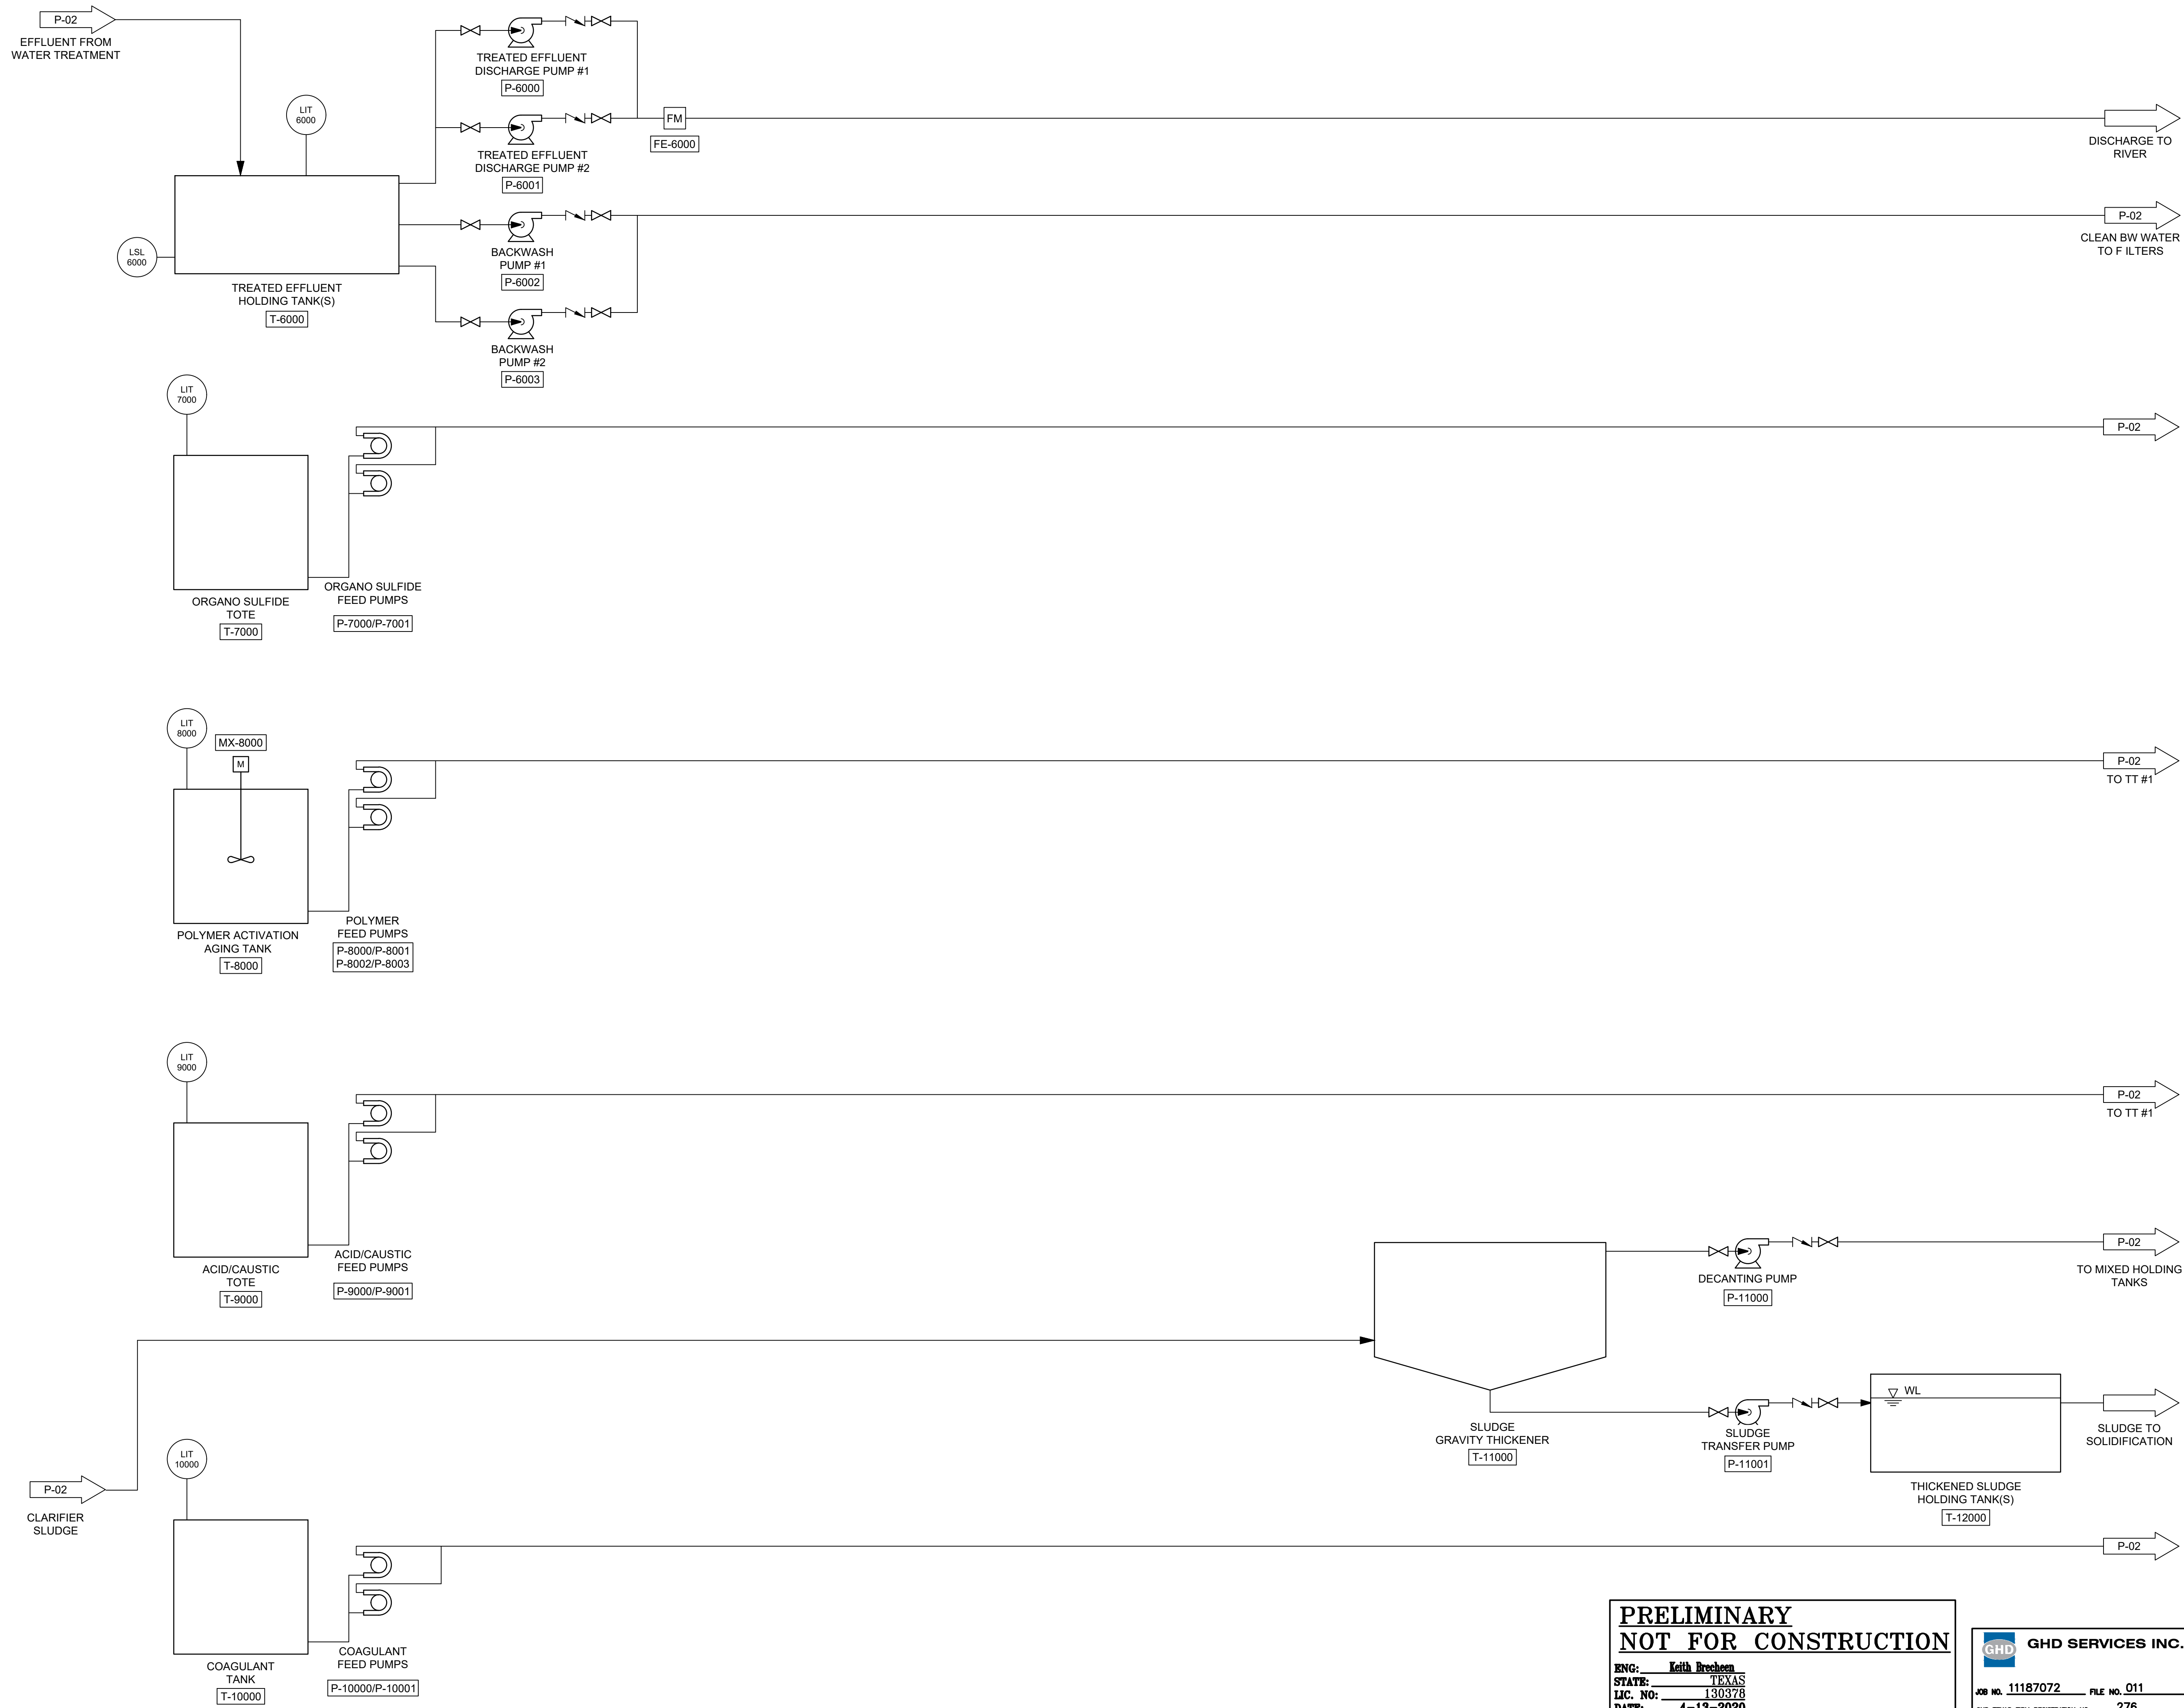 P-02
EFFLUENT FROM
WATER TREATMENT
LIT
6000
LSL
6000
TREATED EFFLUENT
HOLDING TANK(S)
T-6000
TREATED EFFLUENT
DISCHARGE PUMP #1
P-6000
TREATED EFFLUENT
DISCHARGE PUMP #2
P-6001
FM
FE-6000
DISCHARGE TO
RIVER
BACKWASH
PUMP #1
P-6002
BACKWASH
PUMP #2
P-6003
P-02
CLEAN BW WATER
TO F ILTERS
LIT
7000
ORGANO SULFIDE
TOTE
T-7000
ORGANO SULFIDE
FEED PUMPS
P-7000/P-7001
P-02
LIT
8000
MX-8000
M
POLYMER ACTIVATION
AGING TANK
T-8000
POLYMER
FEED PUMPS
P-8000/P-8001
P-8002/P-8003
P-02
TO TT #1
LIT
9000
ACID/CAUSTIC
TOTE
T-9000
ACID/CAUSTIC
FEED PUMPS
P-9000/P-9001
P-02
TO TT #1
DECANTING PUMP
P-11000
P-02
TO MIXED HOLDING
TANKS
SLUDGE
GRAVITY THICKENER
T-11000
SLUDGE
TRANSFER PUMP
P-11001
WL
THICKENED SLUDGE
HOLDING TANK(S)
T-12000
SLUDGE TO
SOLIDIFICATION
P-02
CLARIFIER
SLUDGE
LIT
10000
COAGULANT
TANK
T-10000
COAGULANT
FEED PUMPS
P-10000/P-10001
P-02
PRELIMINARY
NOT FOR CONSTRUCTION
ENG: Keith Brecheen
STATE: TEXAS
LIC. NO: 130378
DATE: 4-13-2020
GHD
GHD SERVICES INC.
JOB NO. 11187072 FILE NO. 011
276